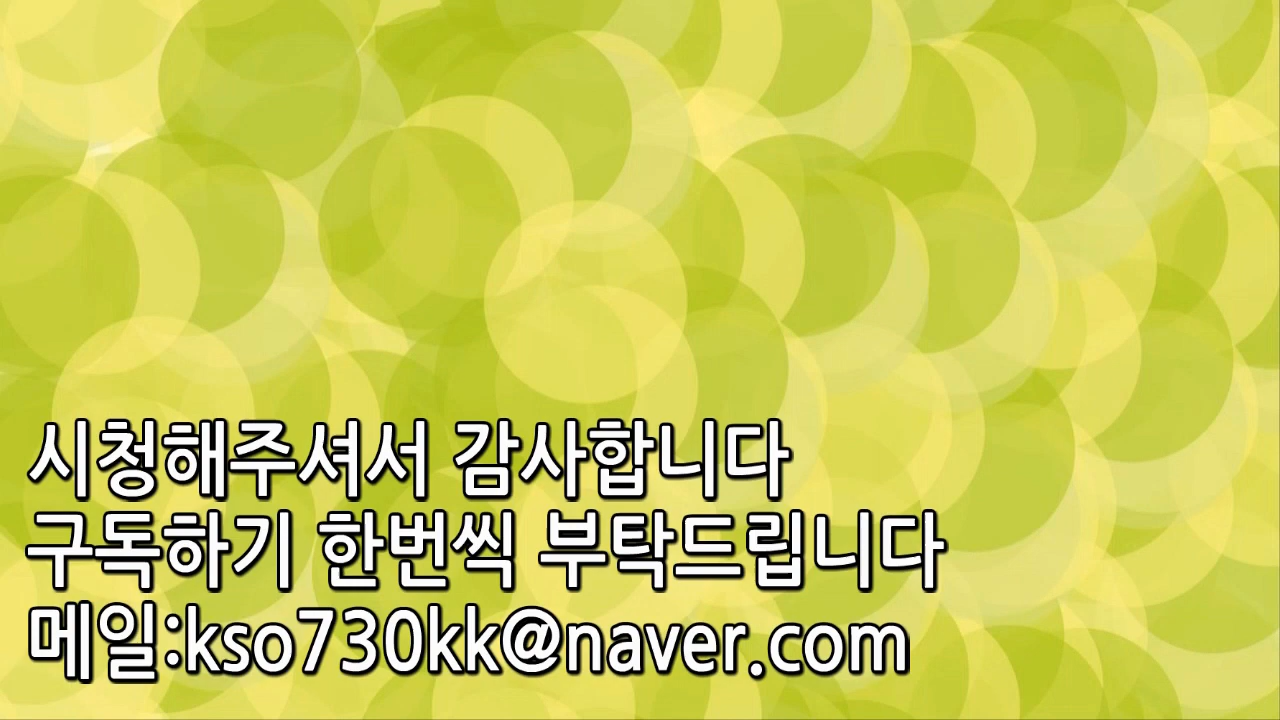 시청해주셔서 감사합니다
구독하기 한번씩 부탁드립니다
메일:kso730kk@naver.com